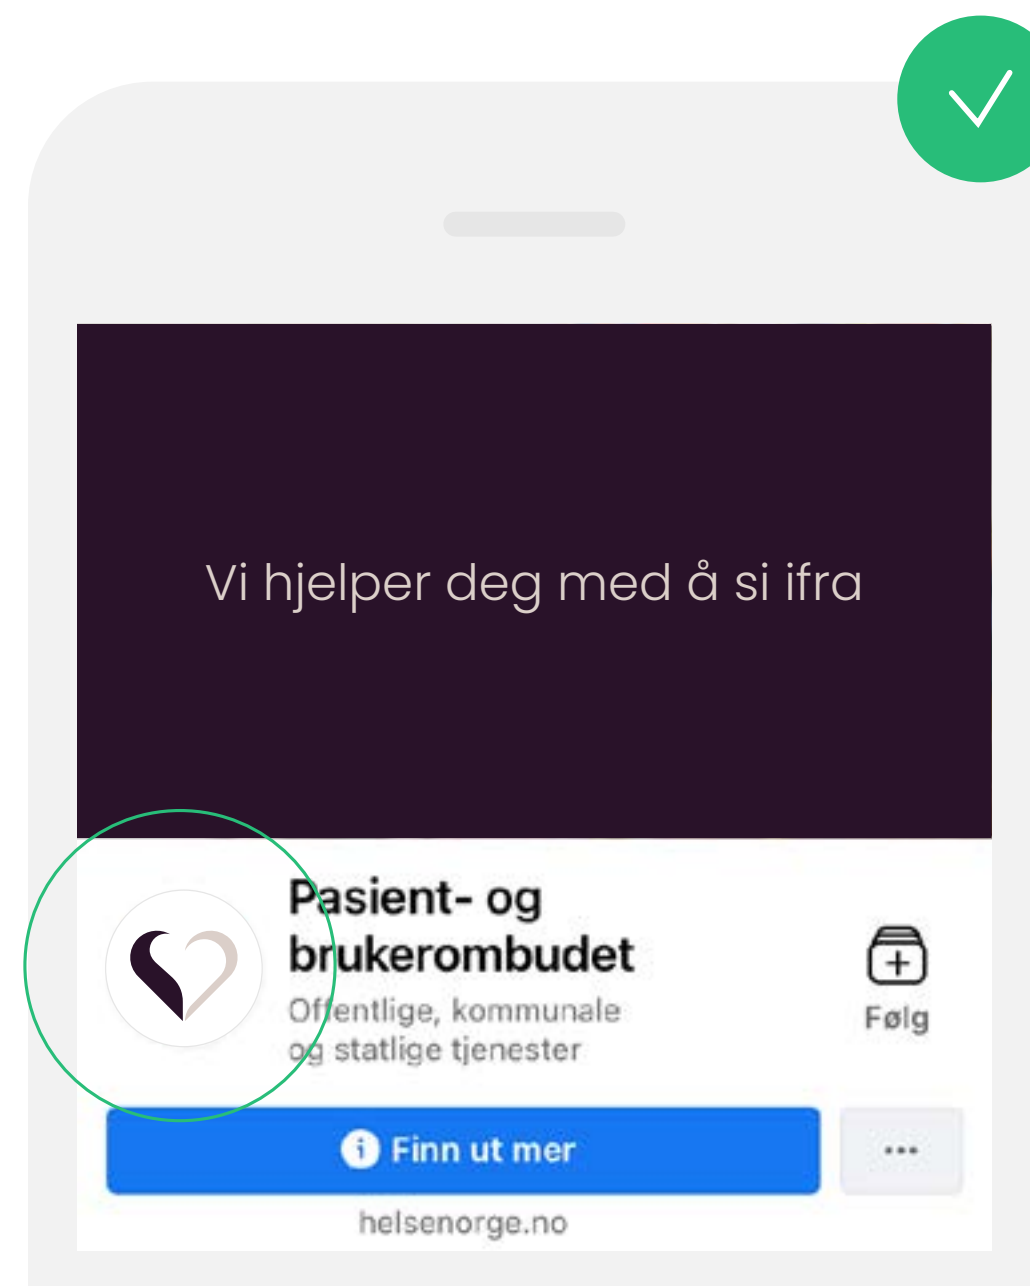 Vi hjelper deg med å si ifra
Pasient- og
brukerombudet
Offentlige, kommunale
og statlige tjenester
Følg
Finn ut mer
helsenorge.no